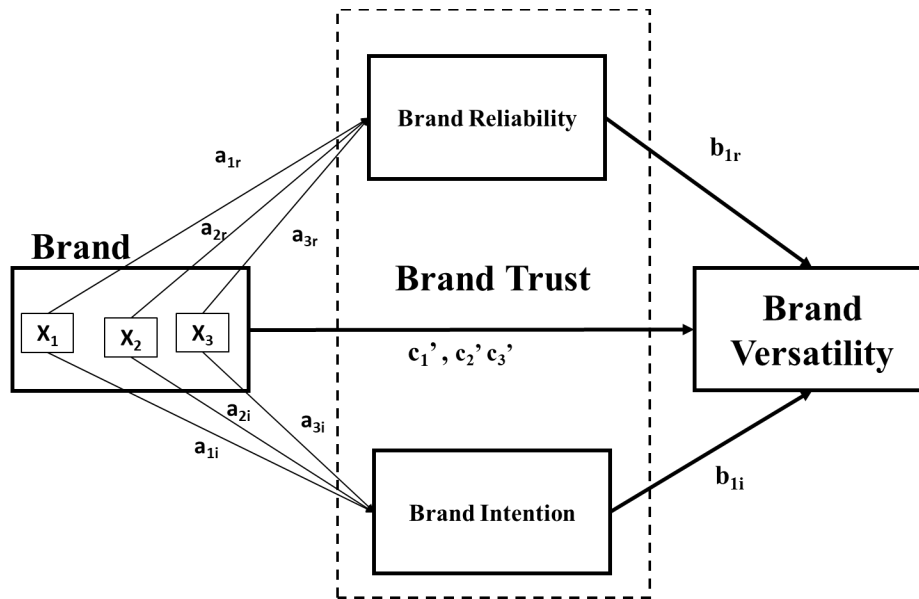 Brand Reliability
a₁ᵣ
b₁ᵣ
a₂ᵣ
a₃ᵣ
Brand
Brand Trust
X₁
X₂
X₃
Brand
Versatility
c₁’ , c₂’ c₃’
a₂ᵢ
a₃ᵢ
a₁ᵢ
b₁ᵢ
Brand Intention